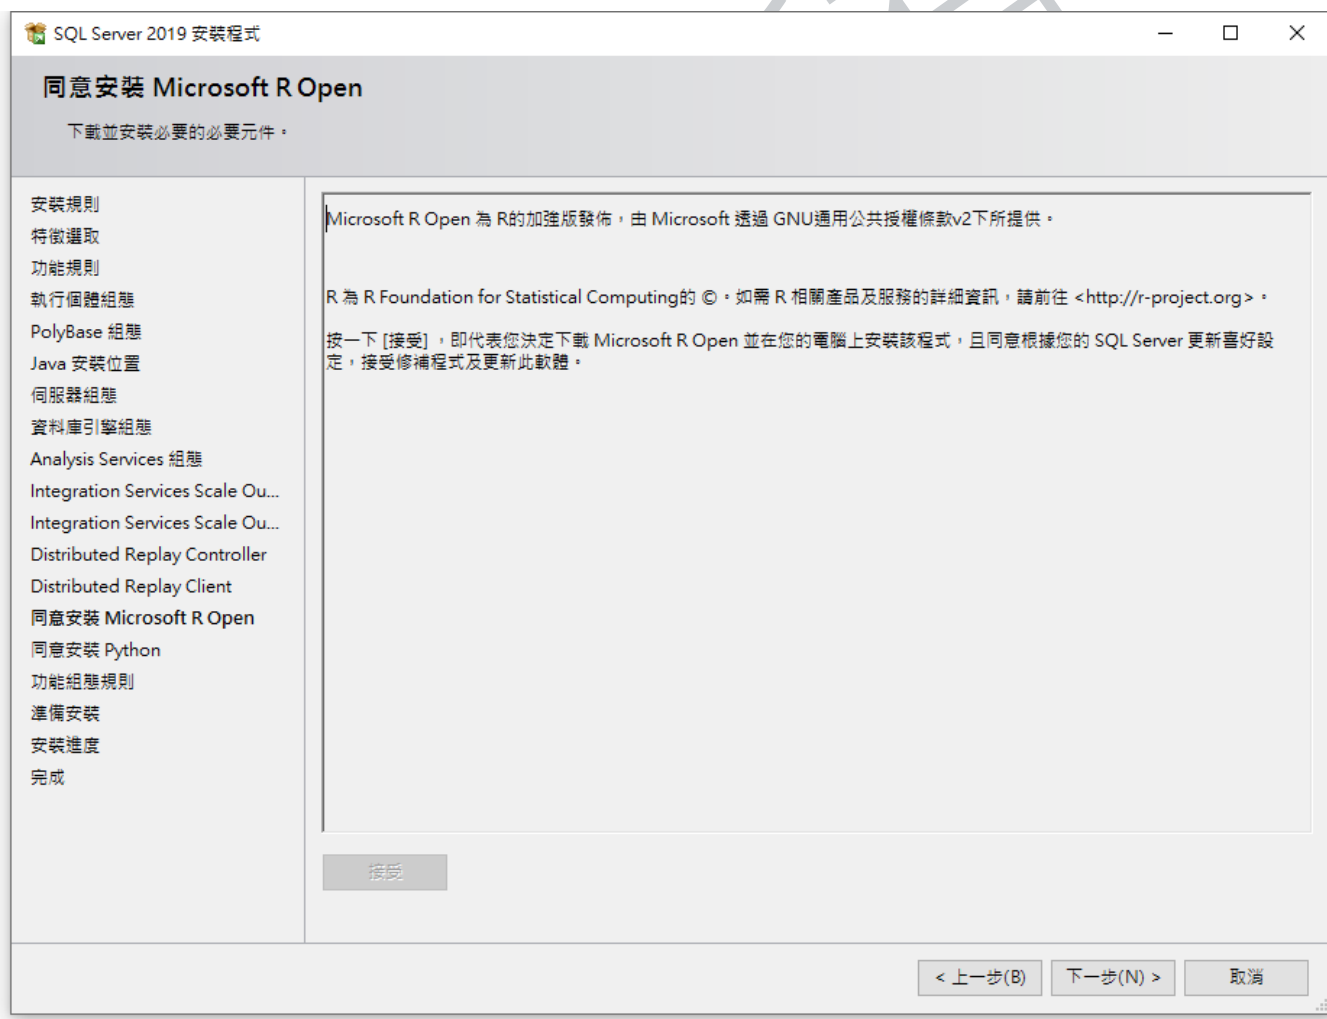 SQL Server 2019 安裝程式
同意安裝 Microsoft R Open
下載並安裝必要的必要元件。
安裝規則
特徵選取
功能規則
執行個體組態
PolyBase 組態
Java 安裝位置
伺服器組態
資料庫引擎組態
Analysis Services 組態
Integration Services Scale Ou...
Integration Services Scale Ou...
Distributed Replay Controller
Distributed Replay Client
同意安裝 Microsoft R Open
同意安裝 Python
功能組態規則
準備安裝
安裝進度
完成
Microsoft R Open 為 R的加強版發佈，由 Microsoft 透過 GNU通用公共授權條款v2下所提供。
R 為 R Foundation for Statistical Computing的 ©。如需 R 相關產品及服務的詳細資訊，請前往 <http://r-project.org>。
按一下 [接受]，即代表您決定下載 Microsoft R Open 並在您的電腦上安裝該程式，且同意根據您的 SQL Server 更新喜好設
定，接受修補程式及更新此軟體。
接受
< 上一步(B) 下一步(N) > 取消